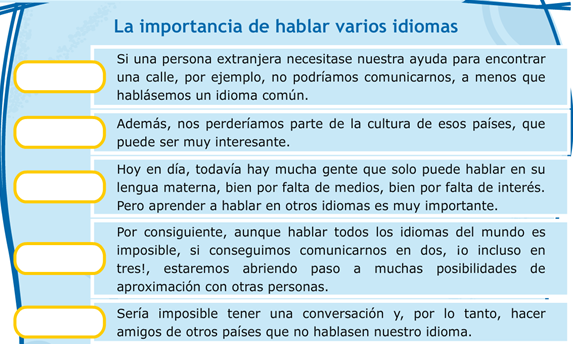 La importancia de hablar varios idiomas
Si una persona extranjera necesitase nuestra ayuda para encontrar
una calle, por ejemplo, no podríamos comunicarnos, a menos que
hablásemos un idioma común.
Además, nos perderíamos parte de la cultura de esos países, que
puede ser muy interesante.
Hoy en día, todavía hay mucha gente que solo puede hablar en su
lengua materna, bien por falta de medios, bien por falta de interés.
Pero aprender a hablar en otros idiomas es muy importante.
Por consiguiente, aunque hablar todos los idiomas del mundo es
imposible, si conseguimos comunicarnos en dos, ¡o incluso en
tres!, estaremos abriendo paso a muchas posibilidades de
aproximación con otras personas.
Sería imposible tener una conversación y, por lo tanto, hacer
amigos de otros países que no hablasen nuestro idioma.